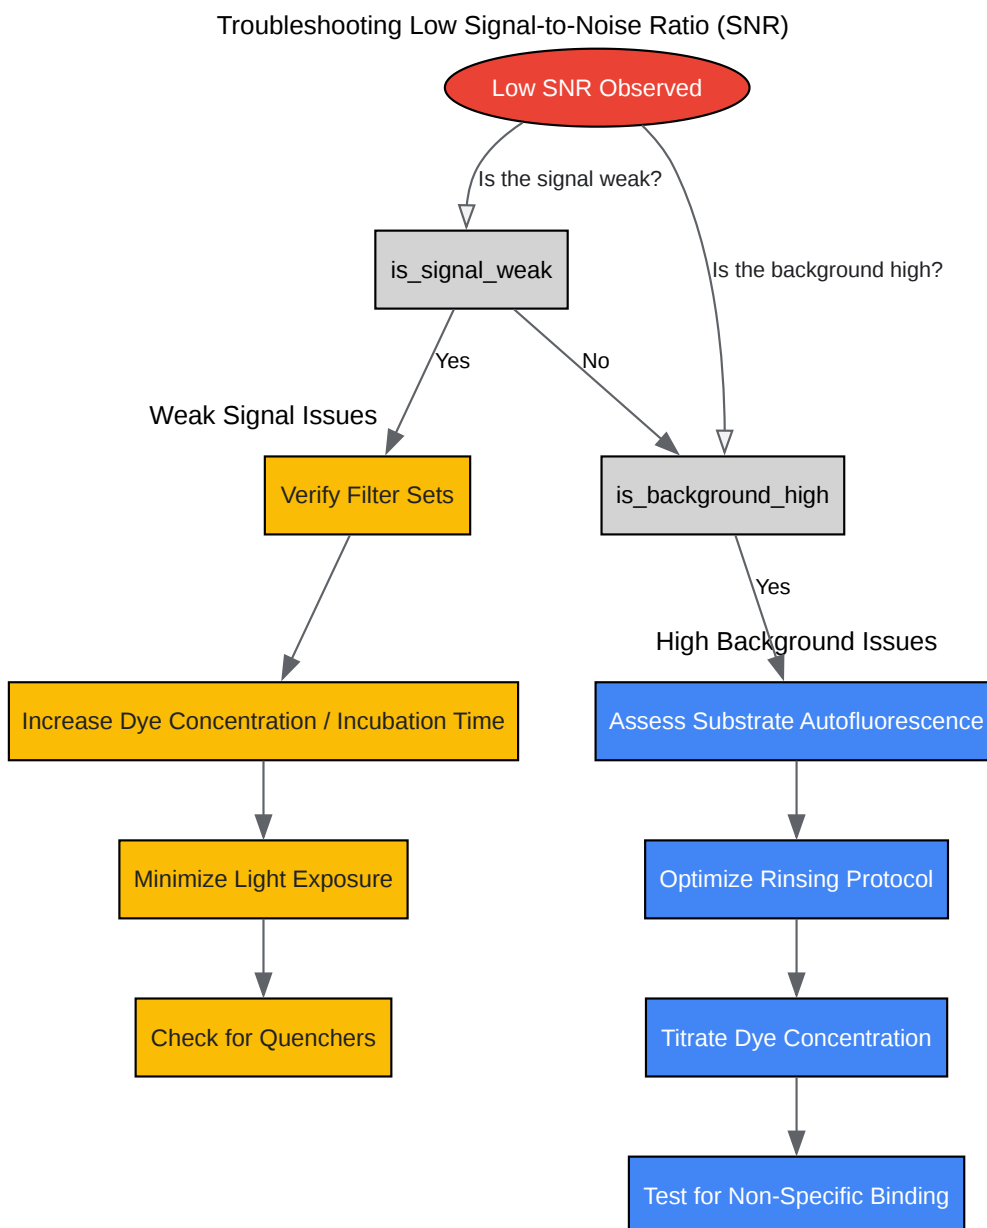 Troubleshooting Low Signal-to-Noise Ratio (SNR)
Low SNR Observed
Is the signal weak?
is_signal_weak
Is the background high?
Yes
No
Weak Signal Issues
Verify Filter Sets
is_background_high
Yes
High Background Issues
Increase Dye Concentration / Incubation Time
Assess Substrate Autofluorescence
Minimize Light Exposure
Optimize Rinsing Protocol
Check for Quenchers
Titrate Dye Concentration
Test for Non-Specific Binding